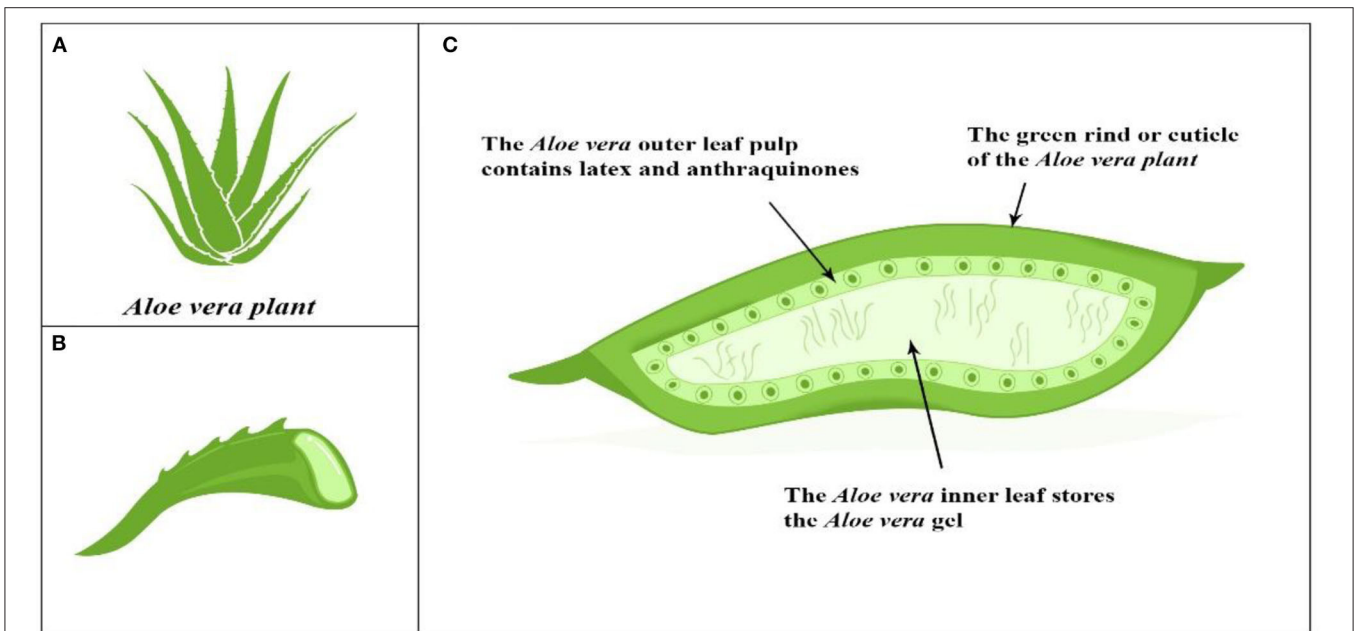 A
Aloe vera plant
B
C
The Aloe vera outer leaf pulp
contains latex and anthraquinones
The green rind or cuticle
of the Aloe vera plant
The Aloe vera inner leaf stores
the Aloe vera gel